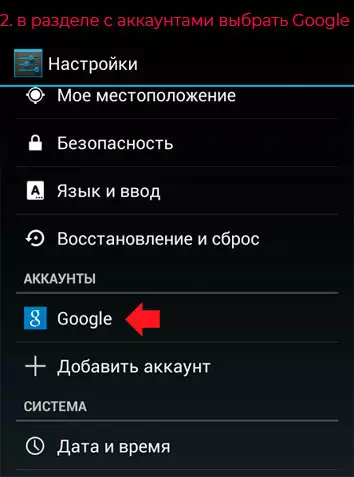 2. в разделе с аккаунтами выбрать Google
Настройки
Мое местоположение
Безопасность
A
Язык и ввод
Восстановление и сброс
АККАУНТЫ
g
Google
Добавить аккаунт
СИСТЕМА
Дата и время